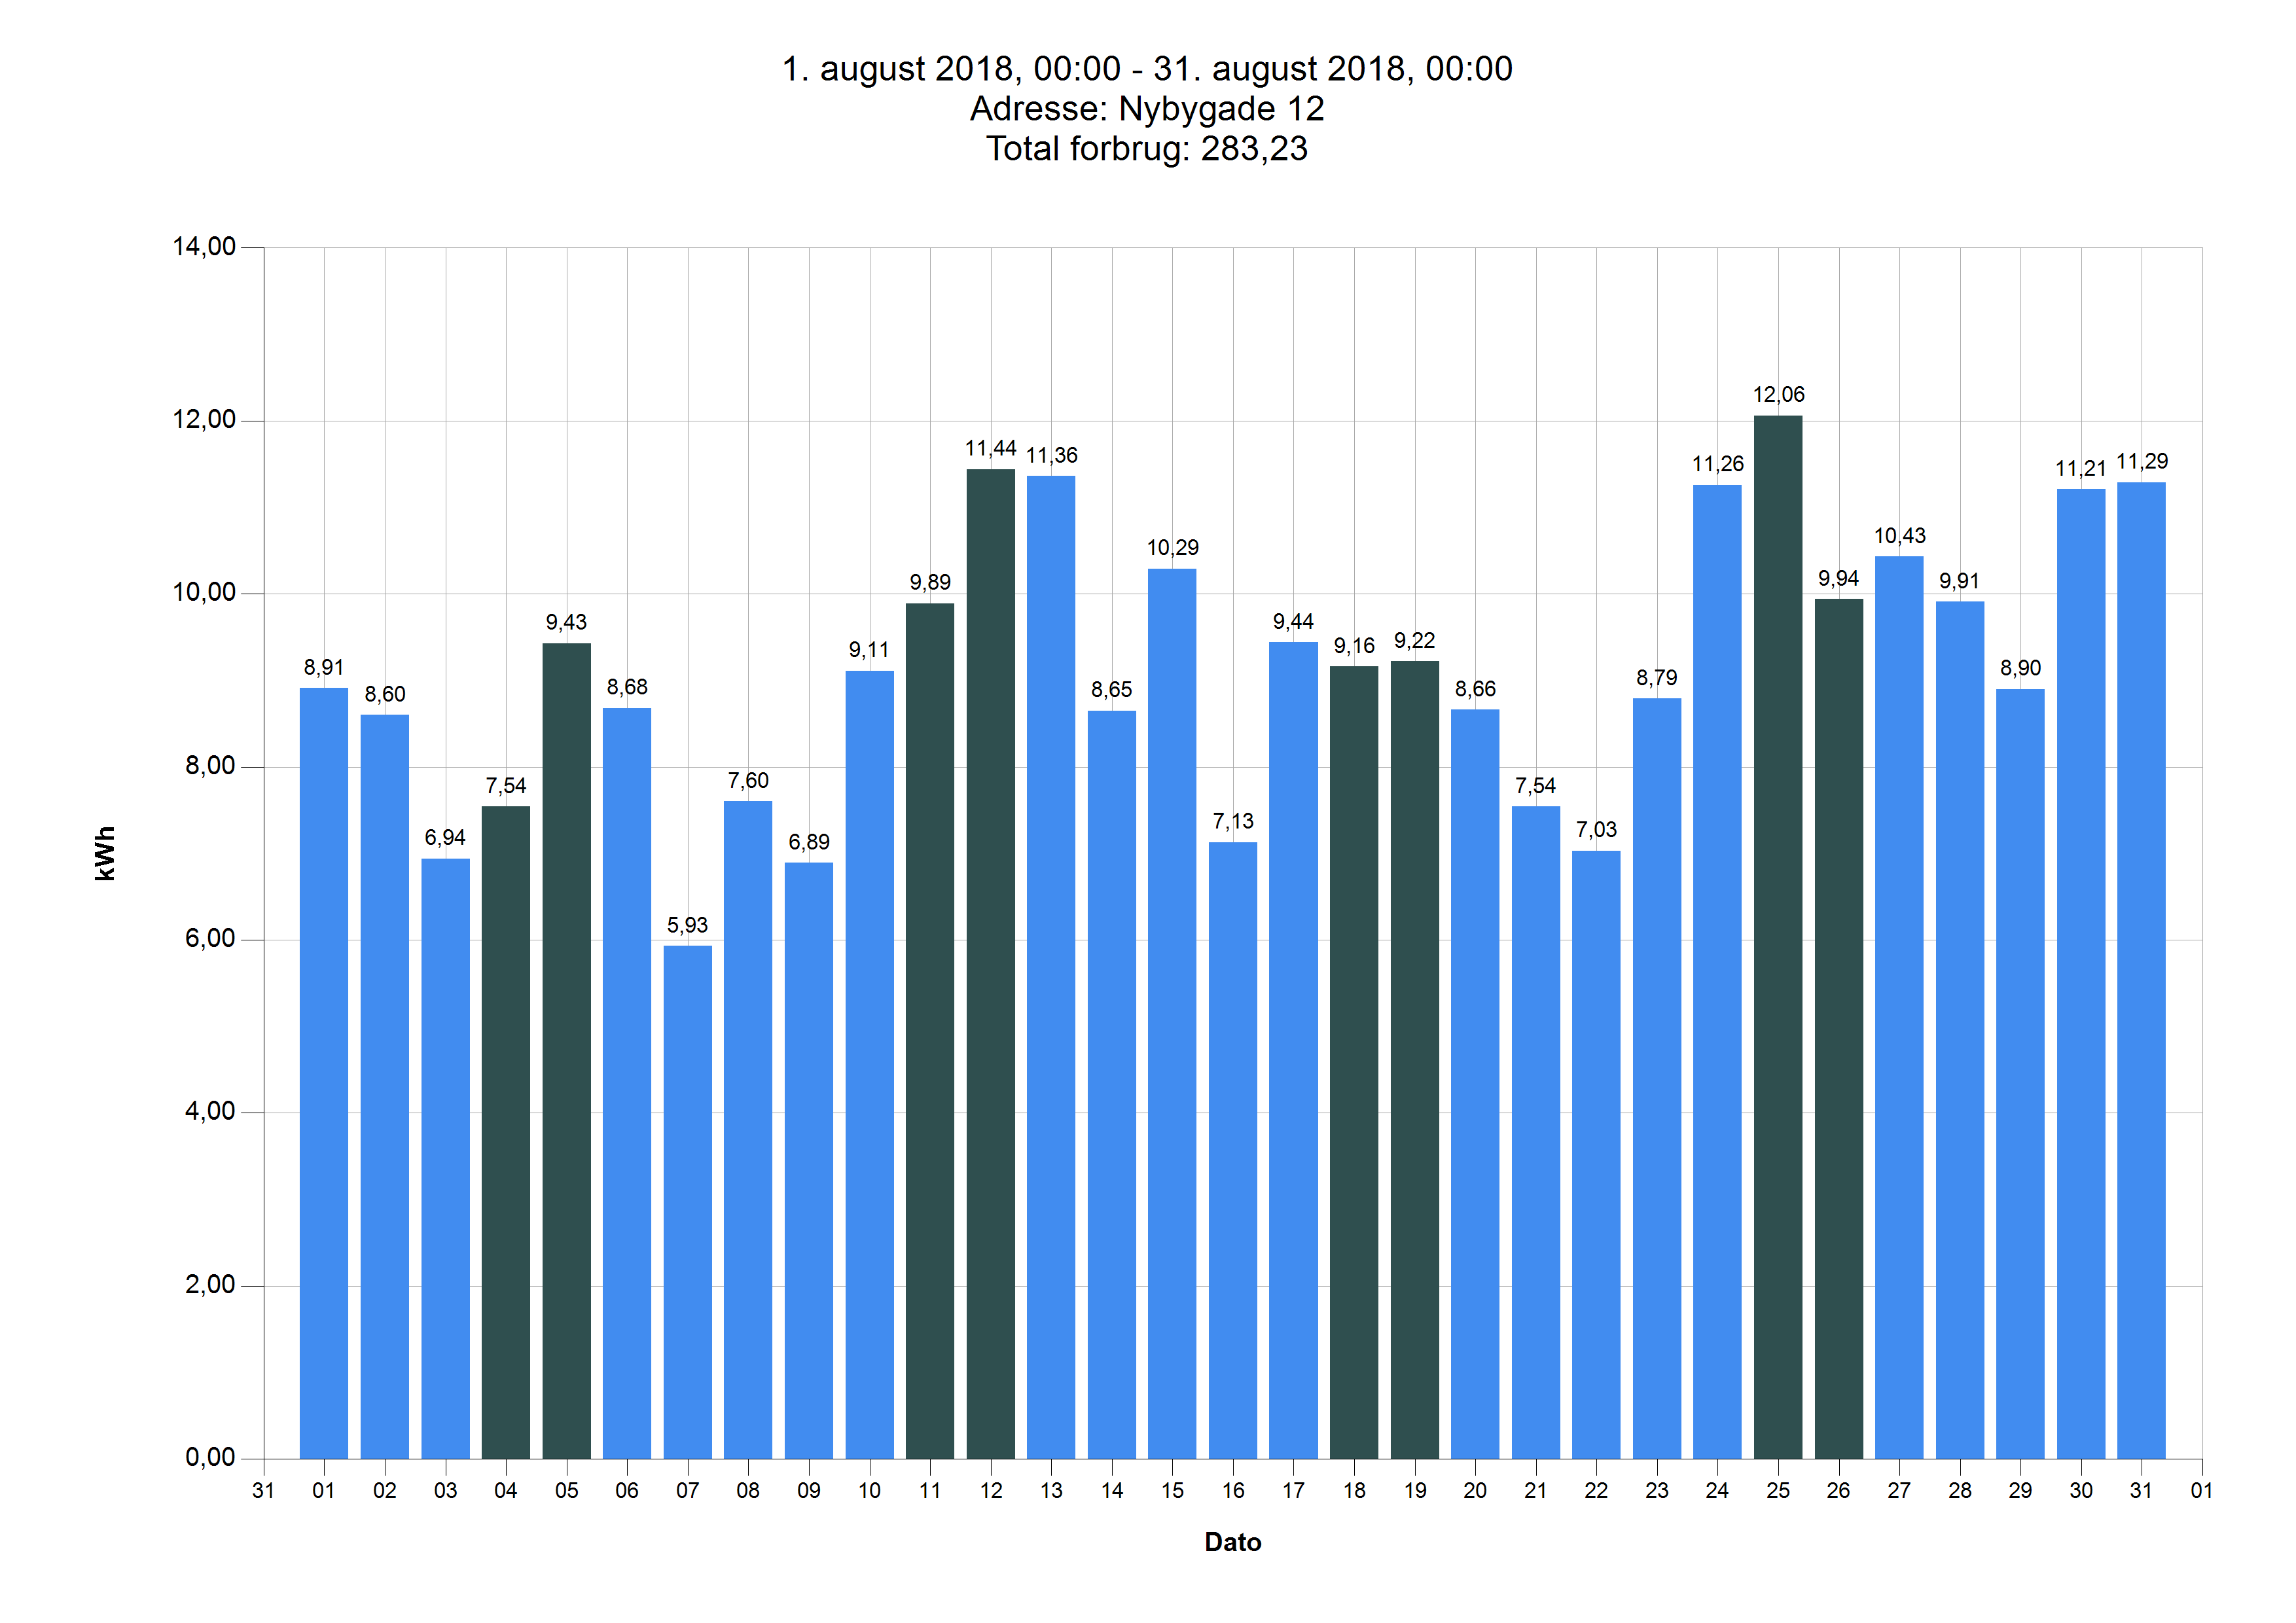 1. august 2018, 00:00 - 31. august 2018, 00:00
Adresse: Nybygade 12
Total forbrug: 283,23
14,00
12,00
10,00
8,00
6,00
4,00
2,00
0,00
kWh
8,91 8,60 6,94 7,54 9,43 8,68 5,93 7,60 6,89 9,11 9,89 11,44 11,36 8,65 10,29 7,13 9,44 9,16 9,22 8,66 7,54 7,03 8,79 11,26 12,06 9,94 10,43 9,91 8,90 11,21 11,29
31 01 02 03 04 05 06 07 08 09 10 11 12 13 14 15 16 17 18 19 20 21 22 23 24 25 26 27 28 29 30 31 01
Dato